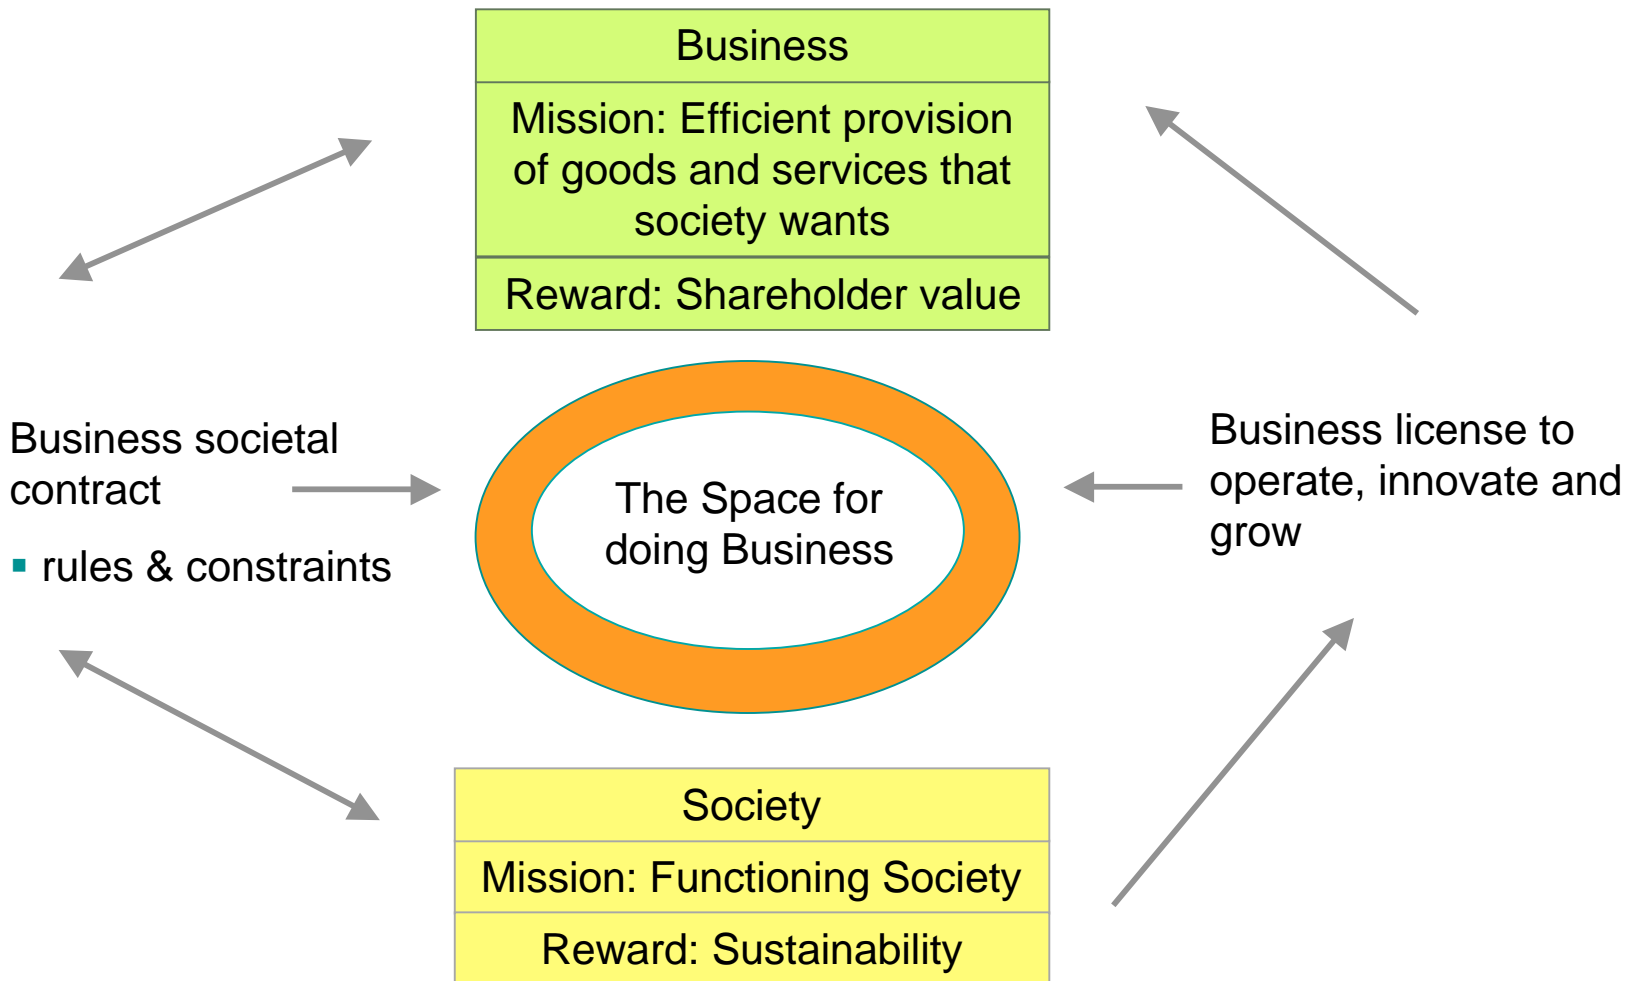 Business
Mission: Efficient provision
of goods and services that
society wants
Reward: Shareholder value
Business societal
contract
▪ rules & constraints
The Space for
doing Business
Business license to
operate, innovate and
grow
Society
Mission: Functioning Society
Reward: Sustainability